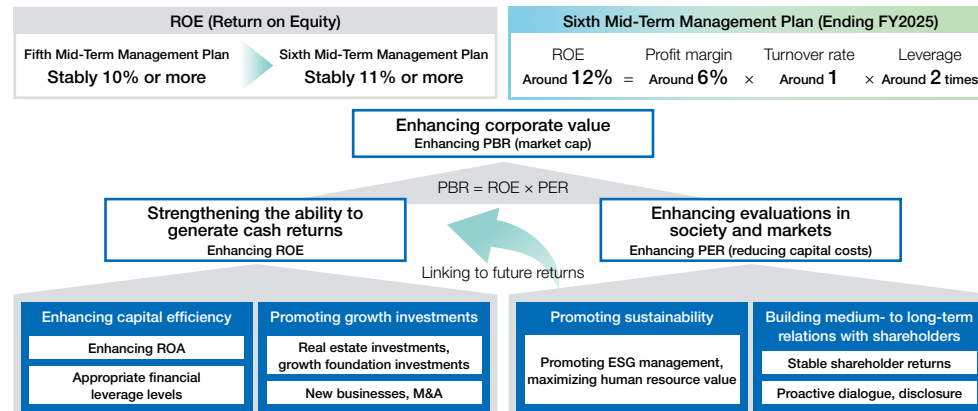 ROE (Return on Equity)
Fifth Mid-Term Management Plan
Stably 10% or more
Sixth Mid-Term Management Plan
Stably 11% or more
Sixth Mid-Term Management Plan (Ending FY2025)
ROE Profit margin Turnover rate Leverage
Around 12% = Around 6% × Around 1 × Around 2 times
Enhancing corporate value
Enhancing PBR (market cap)
PBR = ROE × PER
Strengthening the ability to
generate cash returns
Enhancing ROE
Enhancing evaluations in
society and markets
Enhancing PER (reducing capital costs)
Linking to future returns
Enhancing capital efficiency
Enhancing ROA
Appropriate financial
leverage levels
Promoting growth investments
Real estate investments,
growth foundation investments
New businesses, M&A
Promoting sustainability
Promoting ESG management,
maximizing human resource value
Building medium- to long-term
relations with shareholders
Stable shareholder returns
Proactive dialogue, disclosure